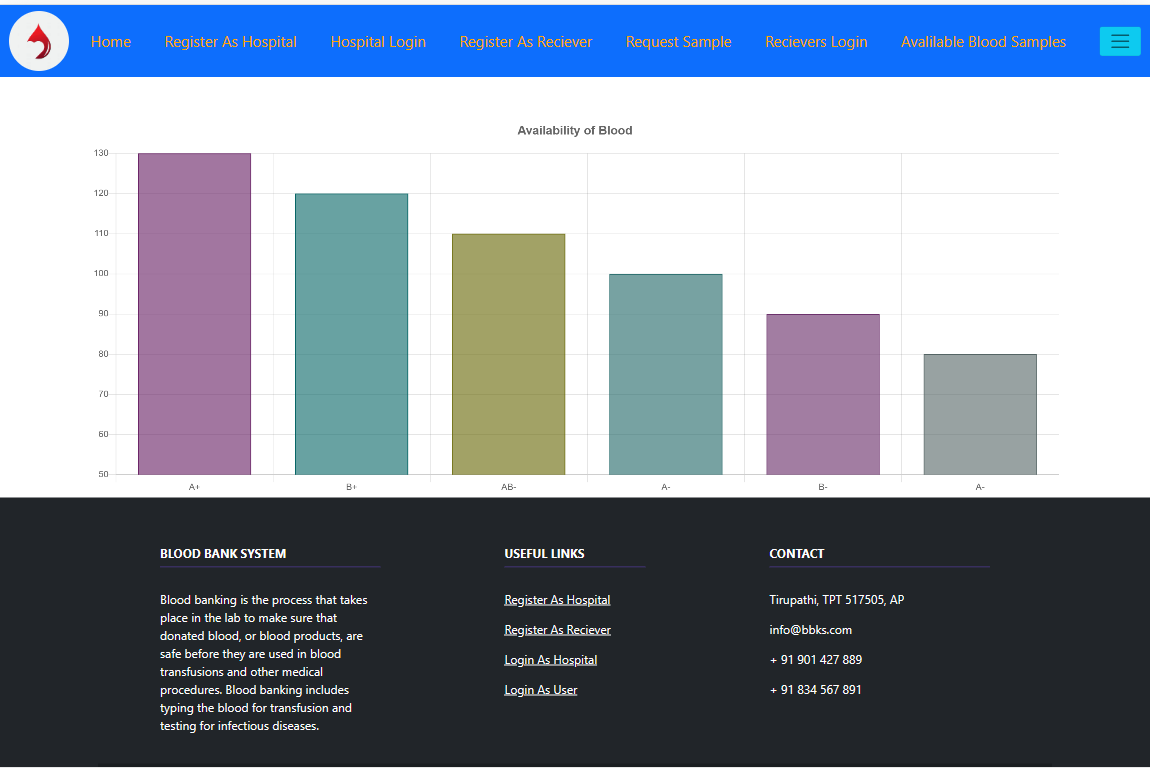 Home Register As Hospital Hospital Login Register As Reciever Request Sample Recievers Login Avalilable Blood Samples
Availability of Blood
130
120
110
100
90
80
70
60
50
A+ B+ AB- A- B- A-
BLOOD BANK SYSTEM
Blood banking is the process that takes
place in the lab to make sure that
donated blood, or blood products, are
safe before they are used in blood
transfusions and other medical
procedures. Blood banking includes
typing the blood for transfusion and
testing for infectious diseases.
USEFUL LINKS
Register As Hospital
Register As Reciever
Login As Hospital
Login As User
CONTACT
Tirupathi, TPT 517505, AP
info@bbks.com
+ 91 901 427 889
+ 91 834 567 891